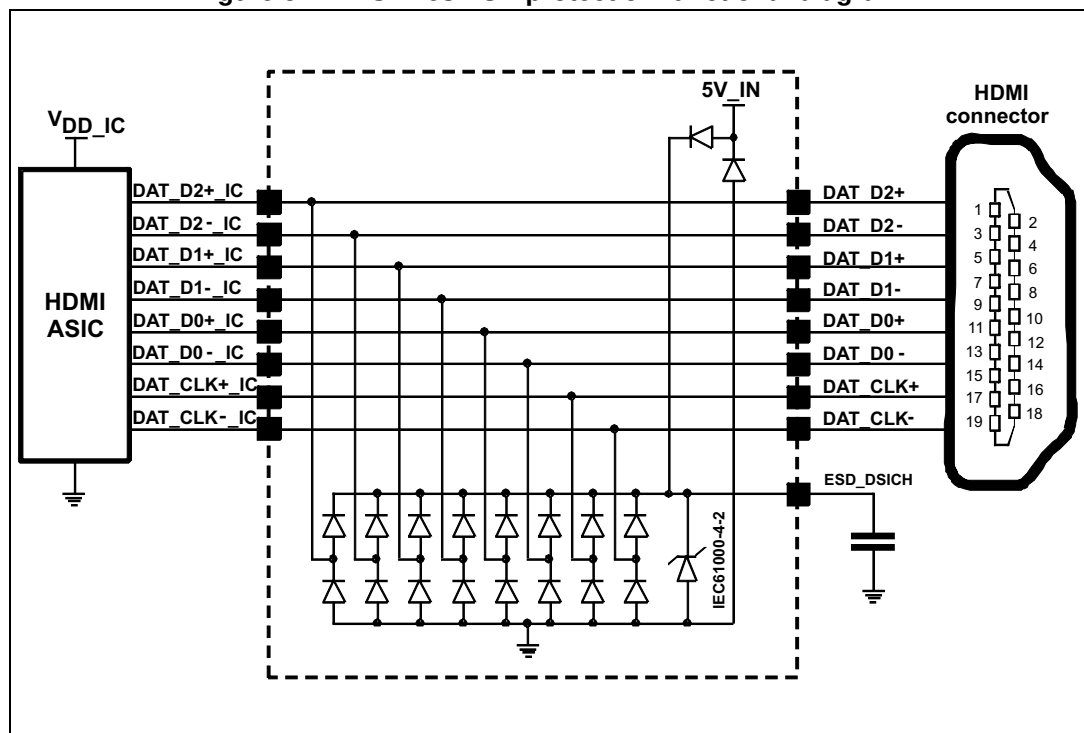 5V_IN
HDMI
connector
VDD_IC
HDMI
ASIC
DAT_D2+_IC
DAT_D2-_IC
DAT_D1+_IC
DAT_D1-_IC
DAT_D0+_IC
DAT_D0-_IC
DAT_CLK+_IC
DAT_CLK-_IC
DAT_D2+
DAT_D2-
DAT_D1+
DAT_D1-
DAT_D0+
DAT_D0-
DAT_CLK+
DAT_CLK-
ESD_DSICH
IEC61000-4-2
1
2
3
4
5
6
7
8
9
10
11
12
13
14
15
16
17
18
19